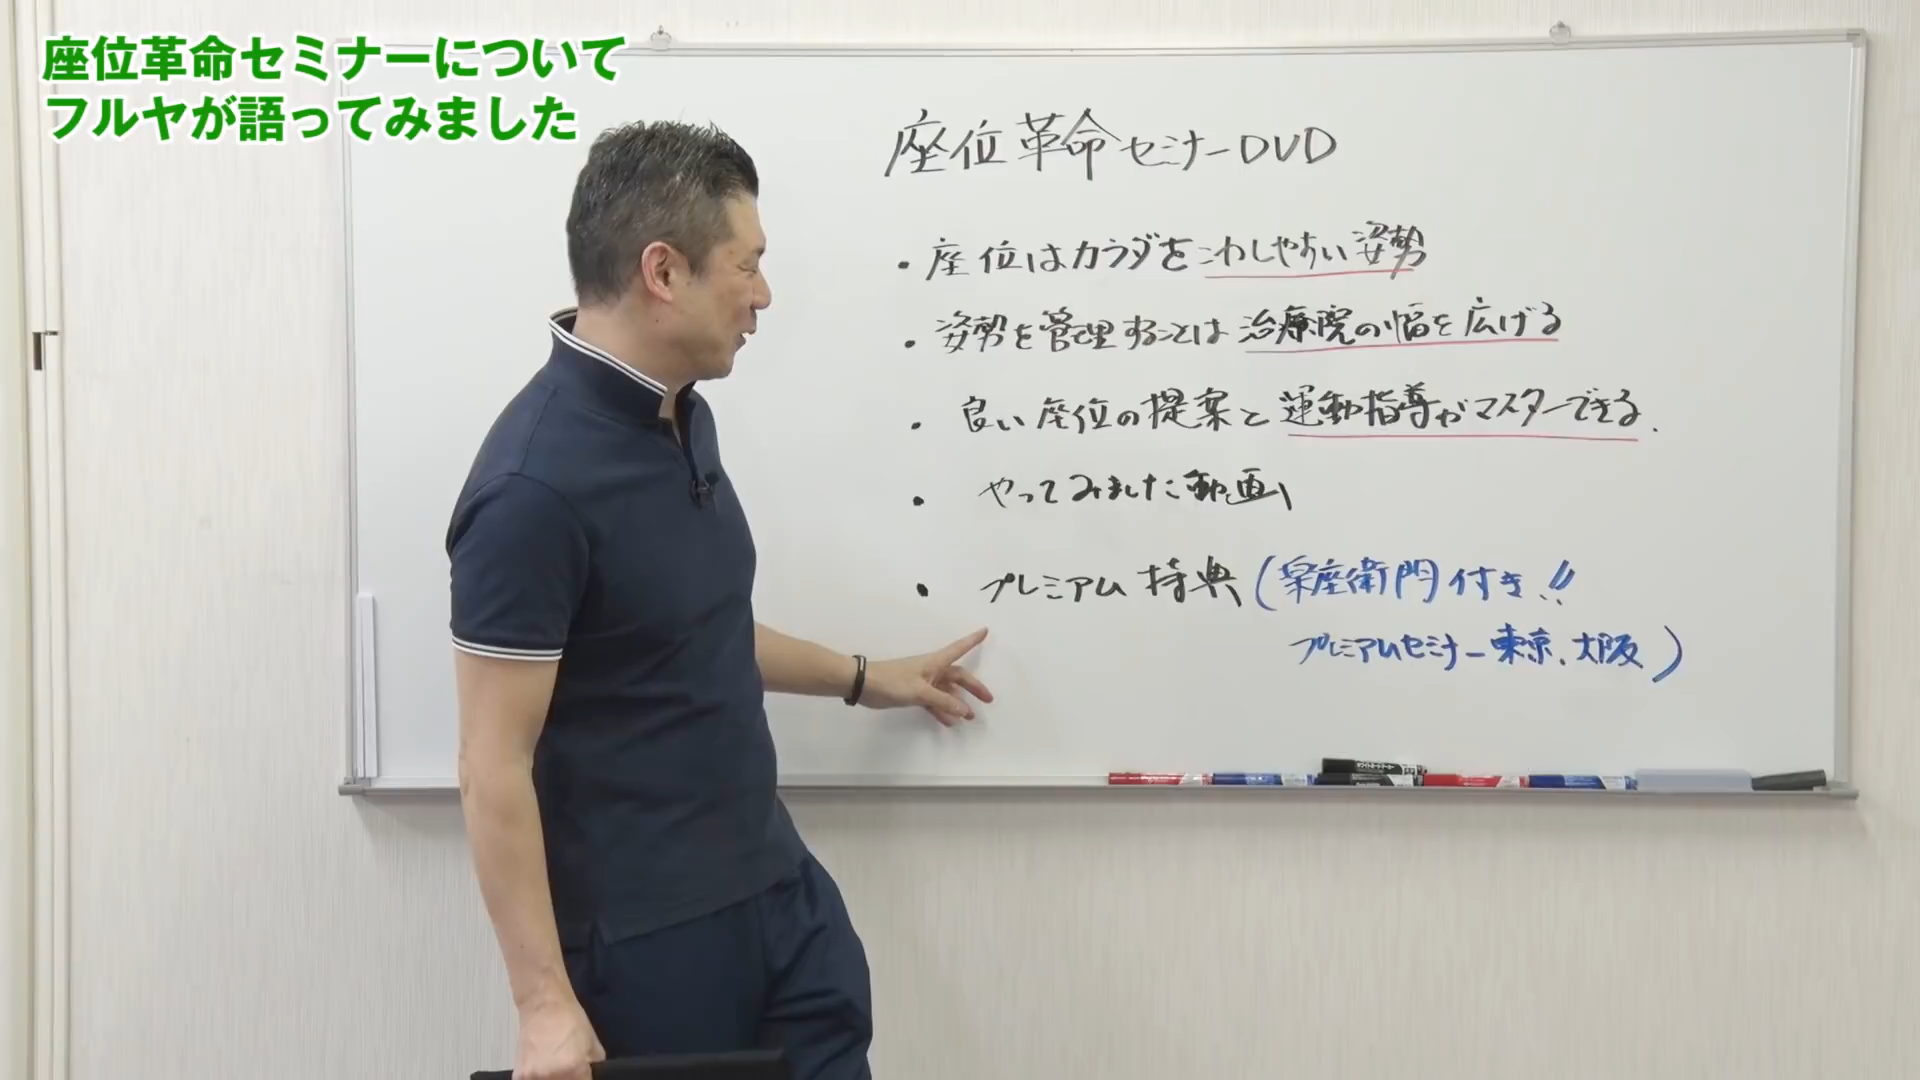 座位革命セミナーについて
フルヤが語ってみました
座位革命セミナーDVD
・座位はカラダをこわしやすい姿勢
・姿勢を管理することは治療院の幅を広げる
・良い座位の提案と運動指導がマスターできる.
・やってみました動画
・プレミアム特典(楽座衛門付き!!
プレミアムセミナー東京、大阪)